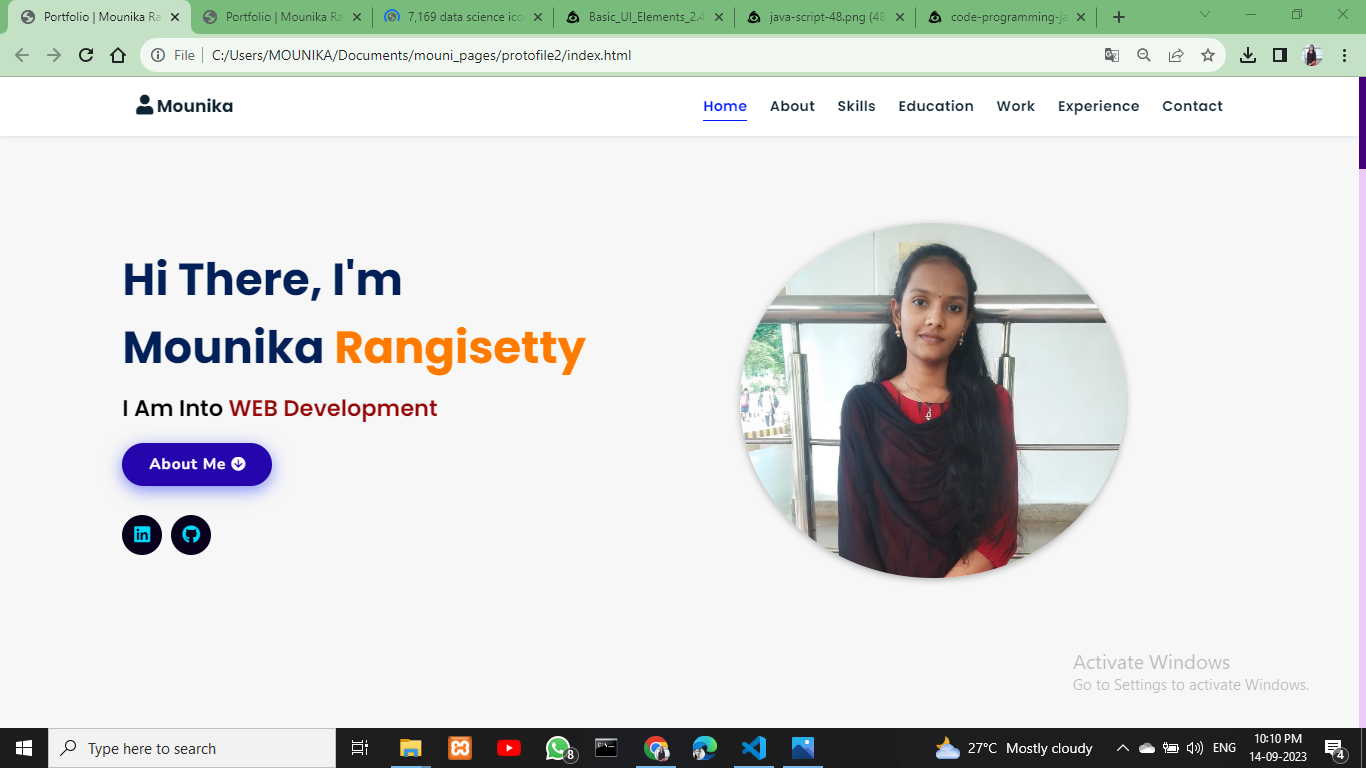 Portfolio | Mounika Ra
Portfolio | Mounika Ra
7,169 data science ico
Basic_UI_Elements_2.4
java-script-48.png (48
code-programming-ja
File
C:/Users/MOUNIKA/Documents/mouni_pages/protofile2/index.html
Mounika
Home About Skills Education Work Experience Contact
Hi There, I'm
Mounika Rangisetty
I Am Into WEB Development
About Me
in
Activate Windows
Go to Settings to activate Windows.
Type here to search
8
27°C Mostly cloudy
ENG
10:10 PM
14-09-2023
4